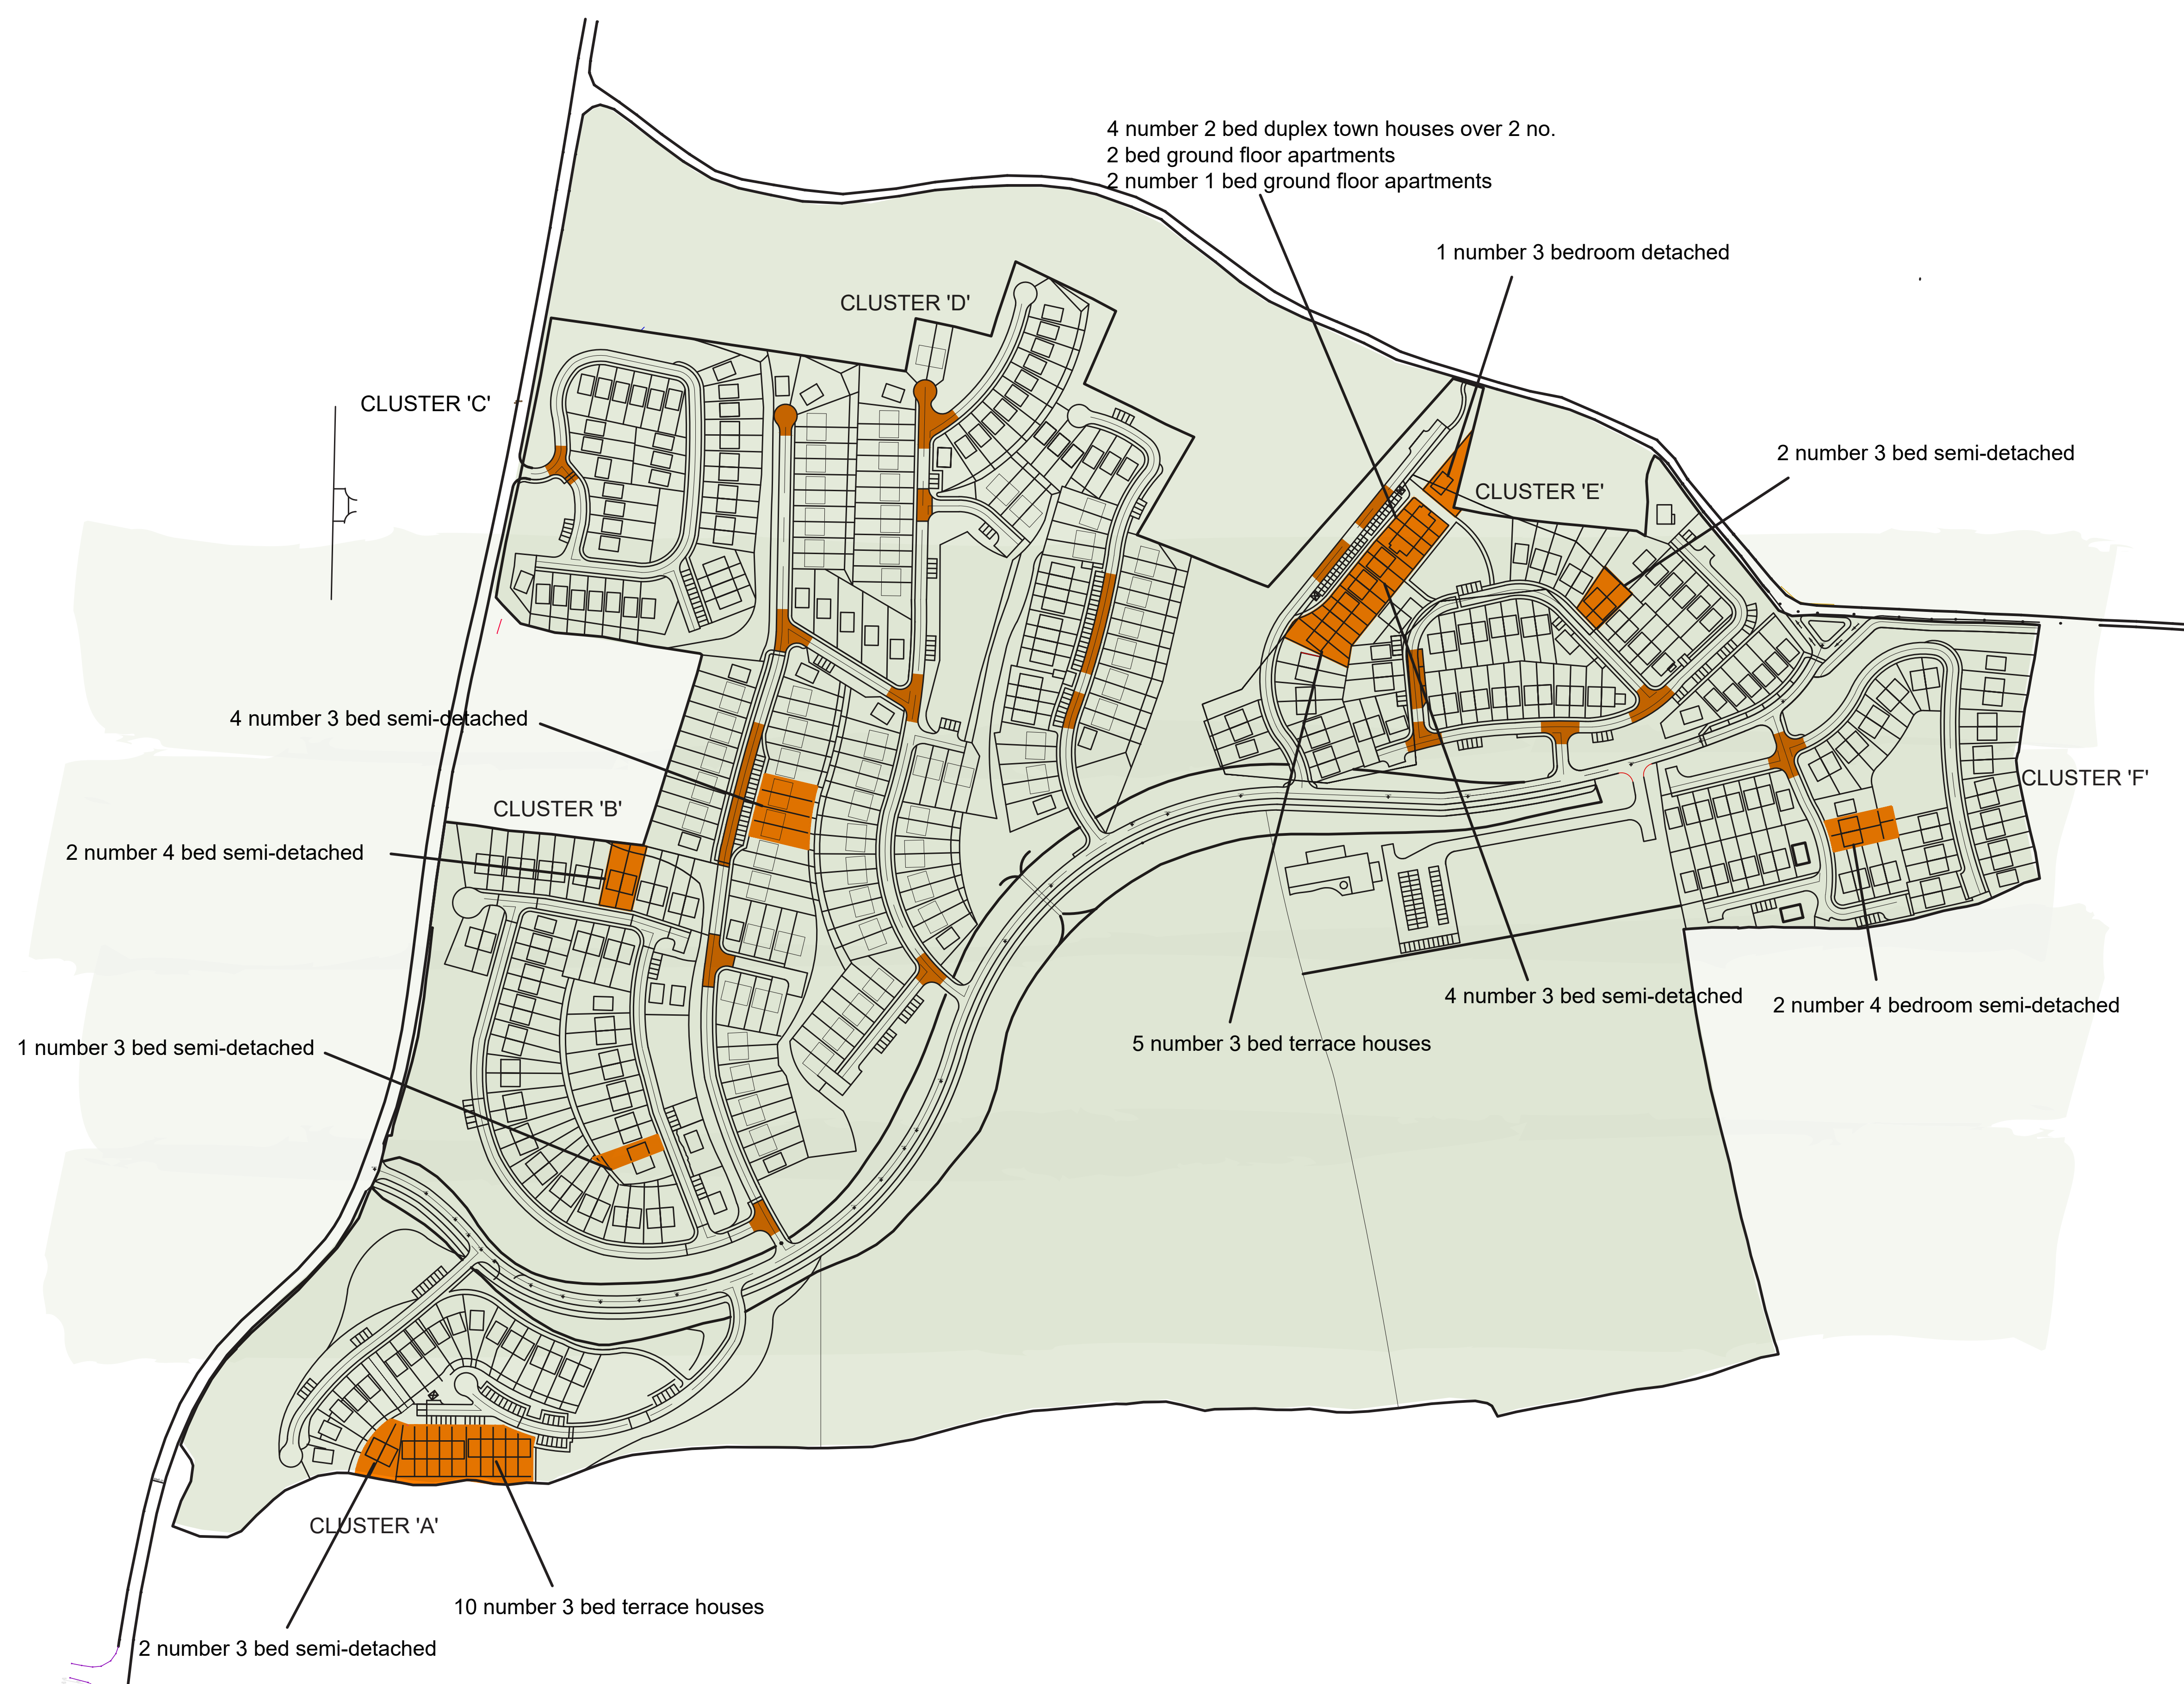 4 number 2 bed duplex town houses over 2 no.
2 bed ground floor apartments
2 number 1 bed ground floor apartments
1 number 3 bedroom detached
CLUSTER 'D'
CLUSTER 'C'
2 number 3 bed semi-detached
CLUSTER 'E'
4 number 3 bed semi-detached
CLUSTER 'F'
CLUSTER 'B'
2 number 4 bed semi-detached
4 number 3 bed semi-detached
2 number 4 bedroom semi-detached
5 number 3 bed terrace houses
1 number 3 bed semi-detached
CLUSTER 'A'
10 number 3 bed terrace houses
2 number 3 bed semi-detached